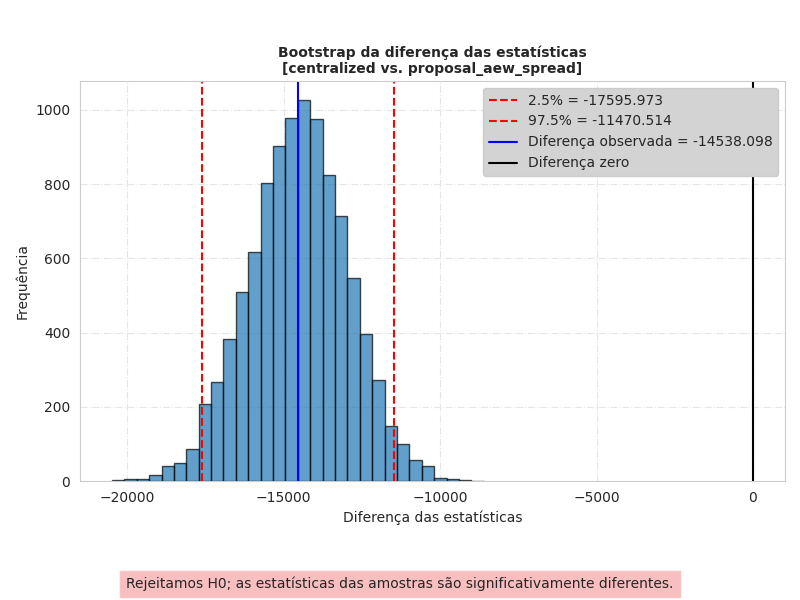 Bootstrap da diferença das estatísticas
[centralized vs. proposal_aew_spread]
2.5% = -17595.973
97.5% = -11470.514
Diferença observada = -14538.098
Diferença zero
Frequência
1000
800
600
400
200
0
−20000
−15000
−10000
−5000
0
Diferença das estatísticas
Rejeitamos H0; as estatísticas das amostras são significativamente diferentes.